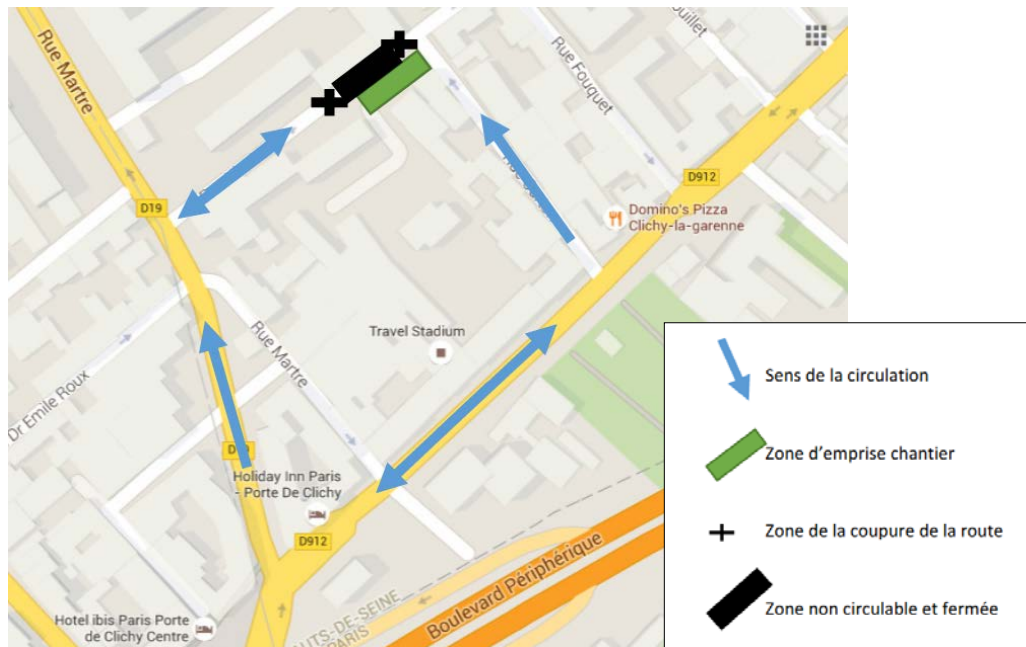 Rue Martre
Rue Fouquet
D912
D19
Domino's Pizza
Clichy-la-garenne
Travel Stadium
Rue Martre
Dr Emile Roux
Holiday Inn Paris
- Porte De Clichy
D912
Boulevard Périphérique
Hotel ibis Paris Porte
de Clichy Centre
PARIS
Sens de la circulation
Zone d'emprise chantier
Zone de la coupure de la route
Zone non circulable et fermée